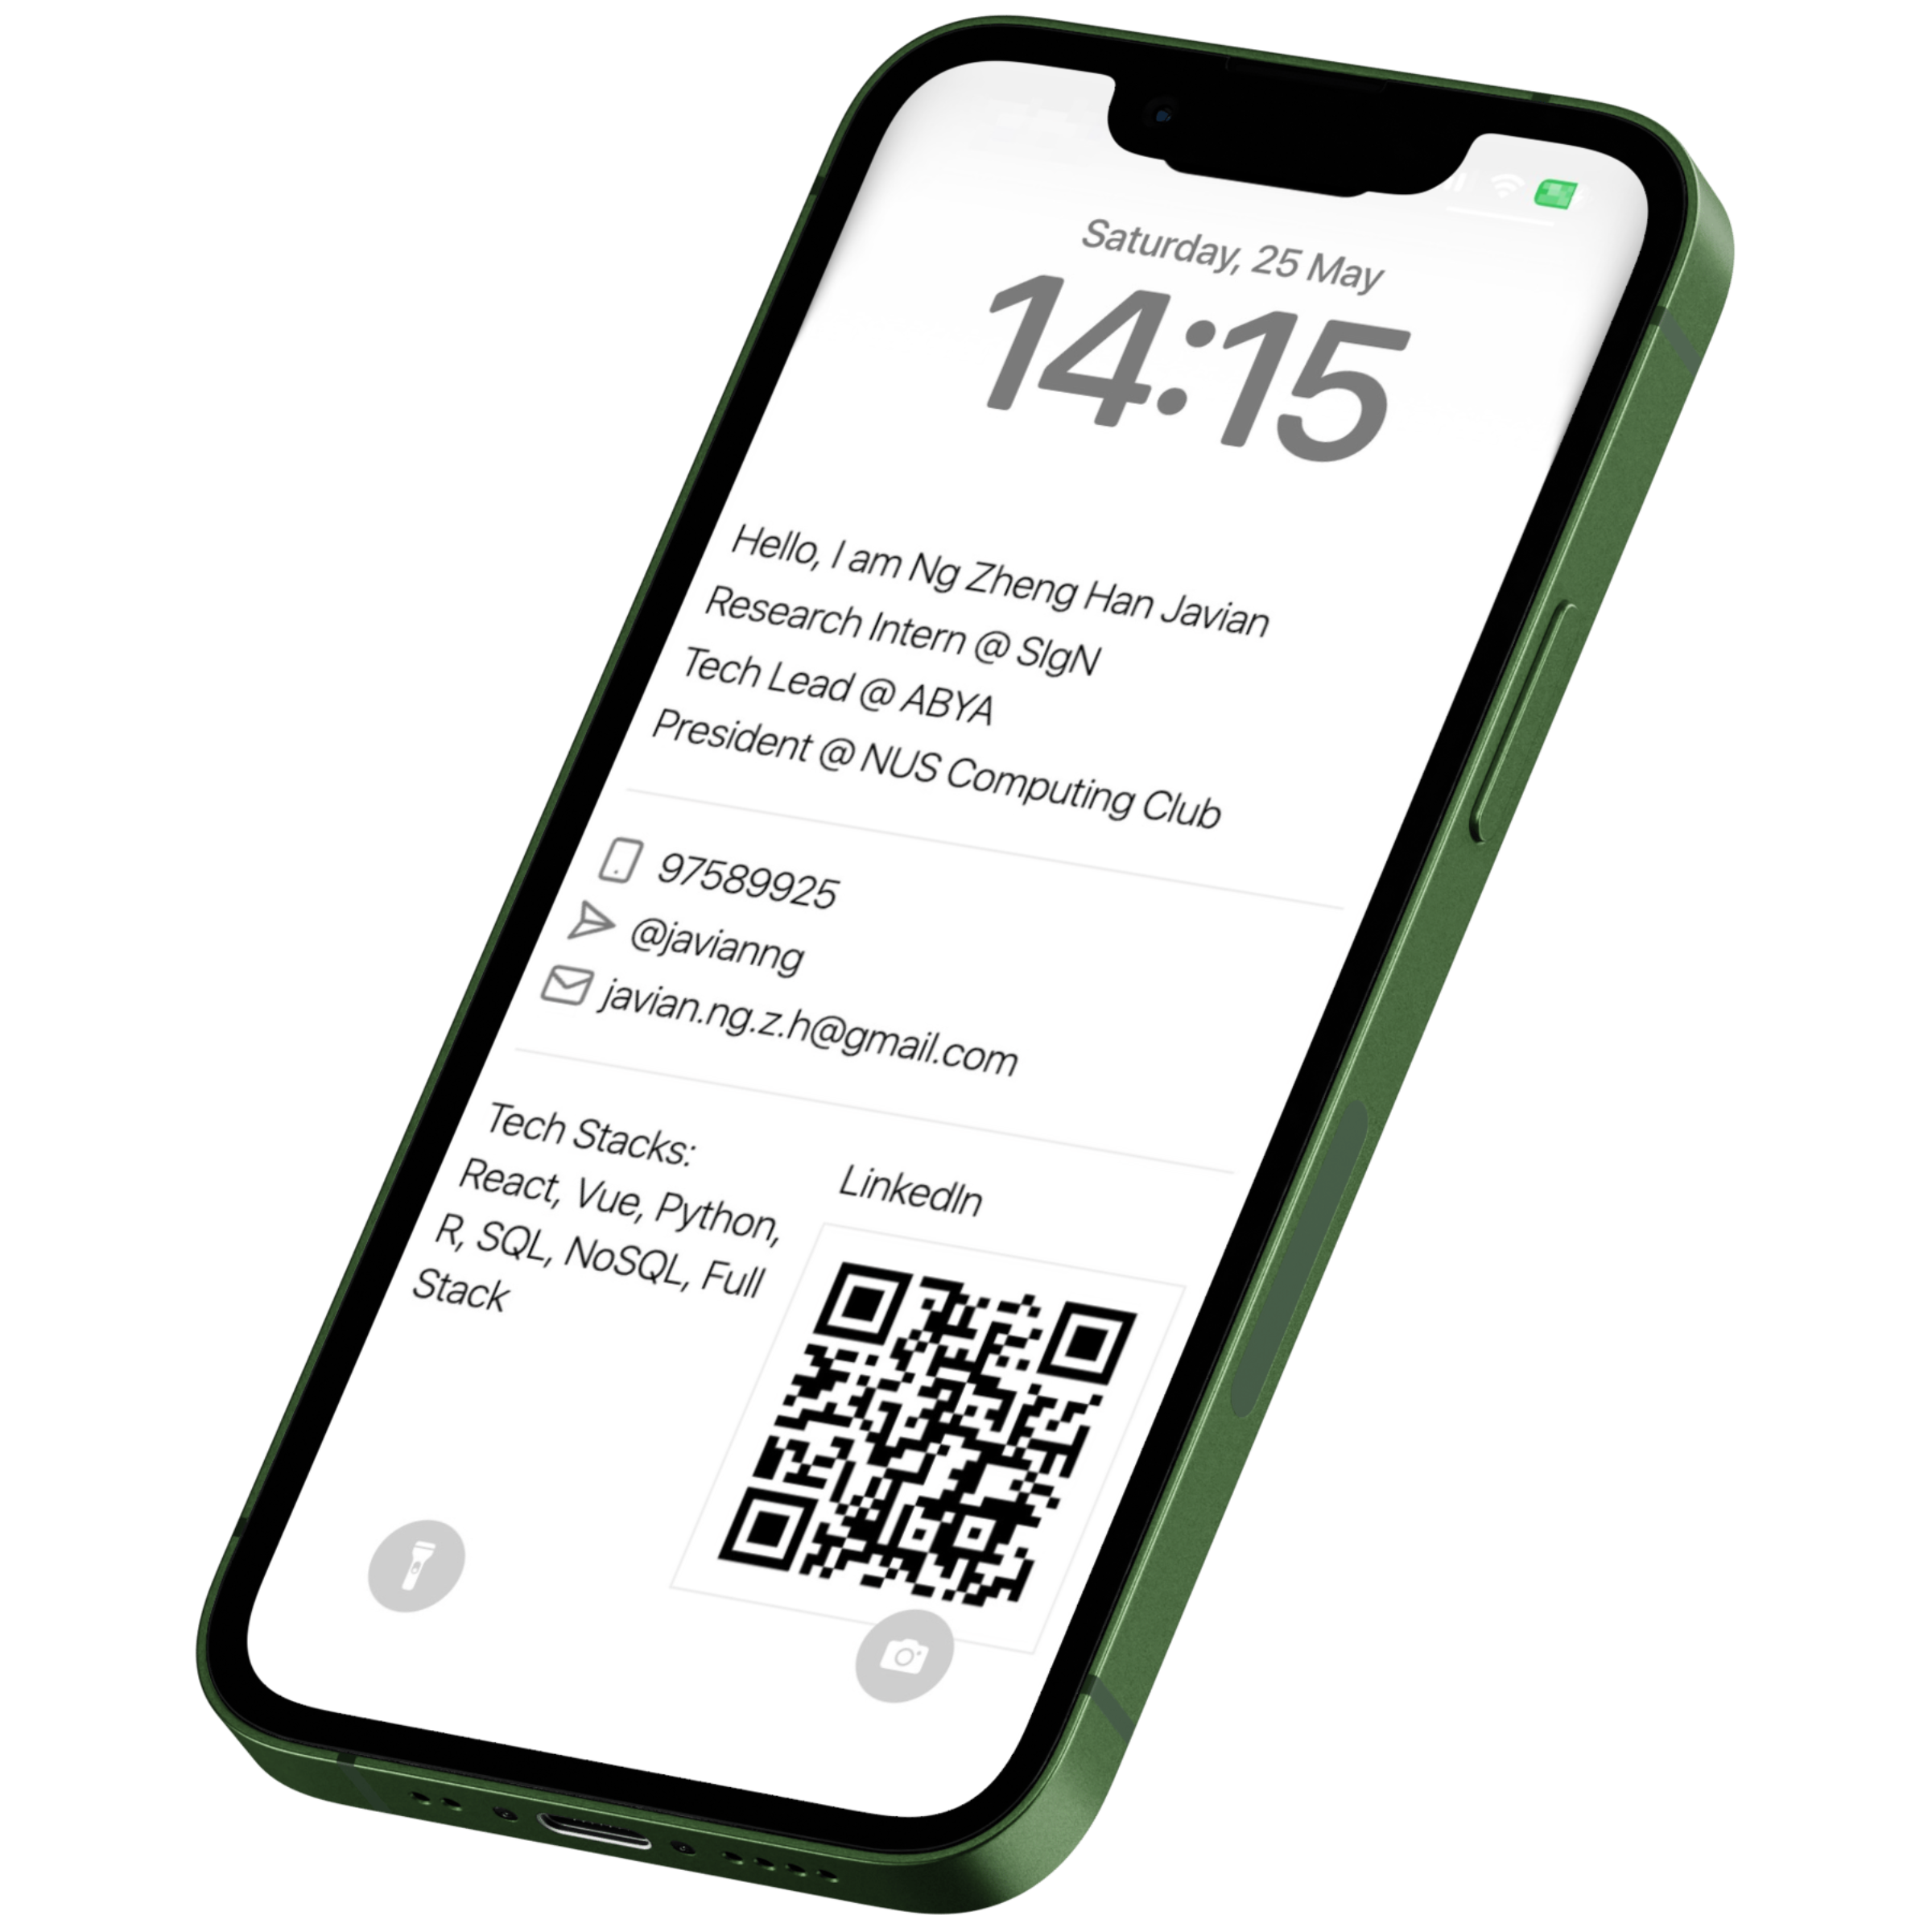 Saturday, 25 May
14:15
Hello, I am Ng Zheng Han Javian
Research Intern @ SIgN
Tech Lead @ ABYA
President @ NUS Computing Club
97589925
@javianng
javian.ng.z.h@gmail.com
Tech Stacks:
React, Vue, Python,
R, SQL, NoSQL, Full
Stack
LinkedIn